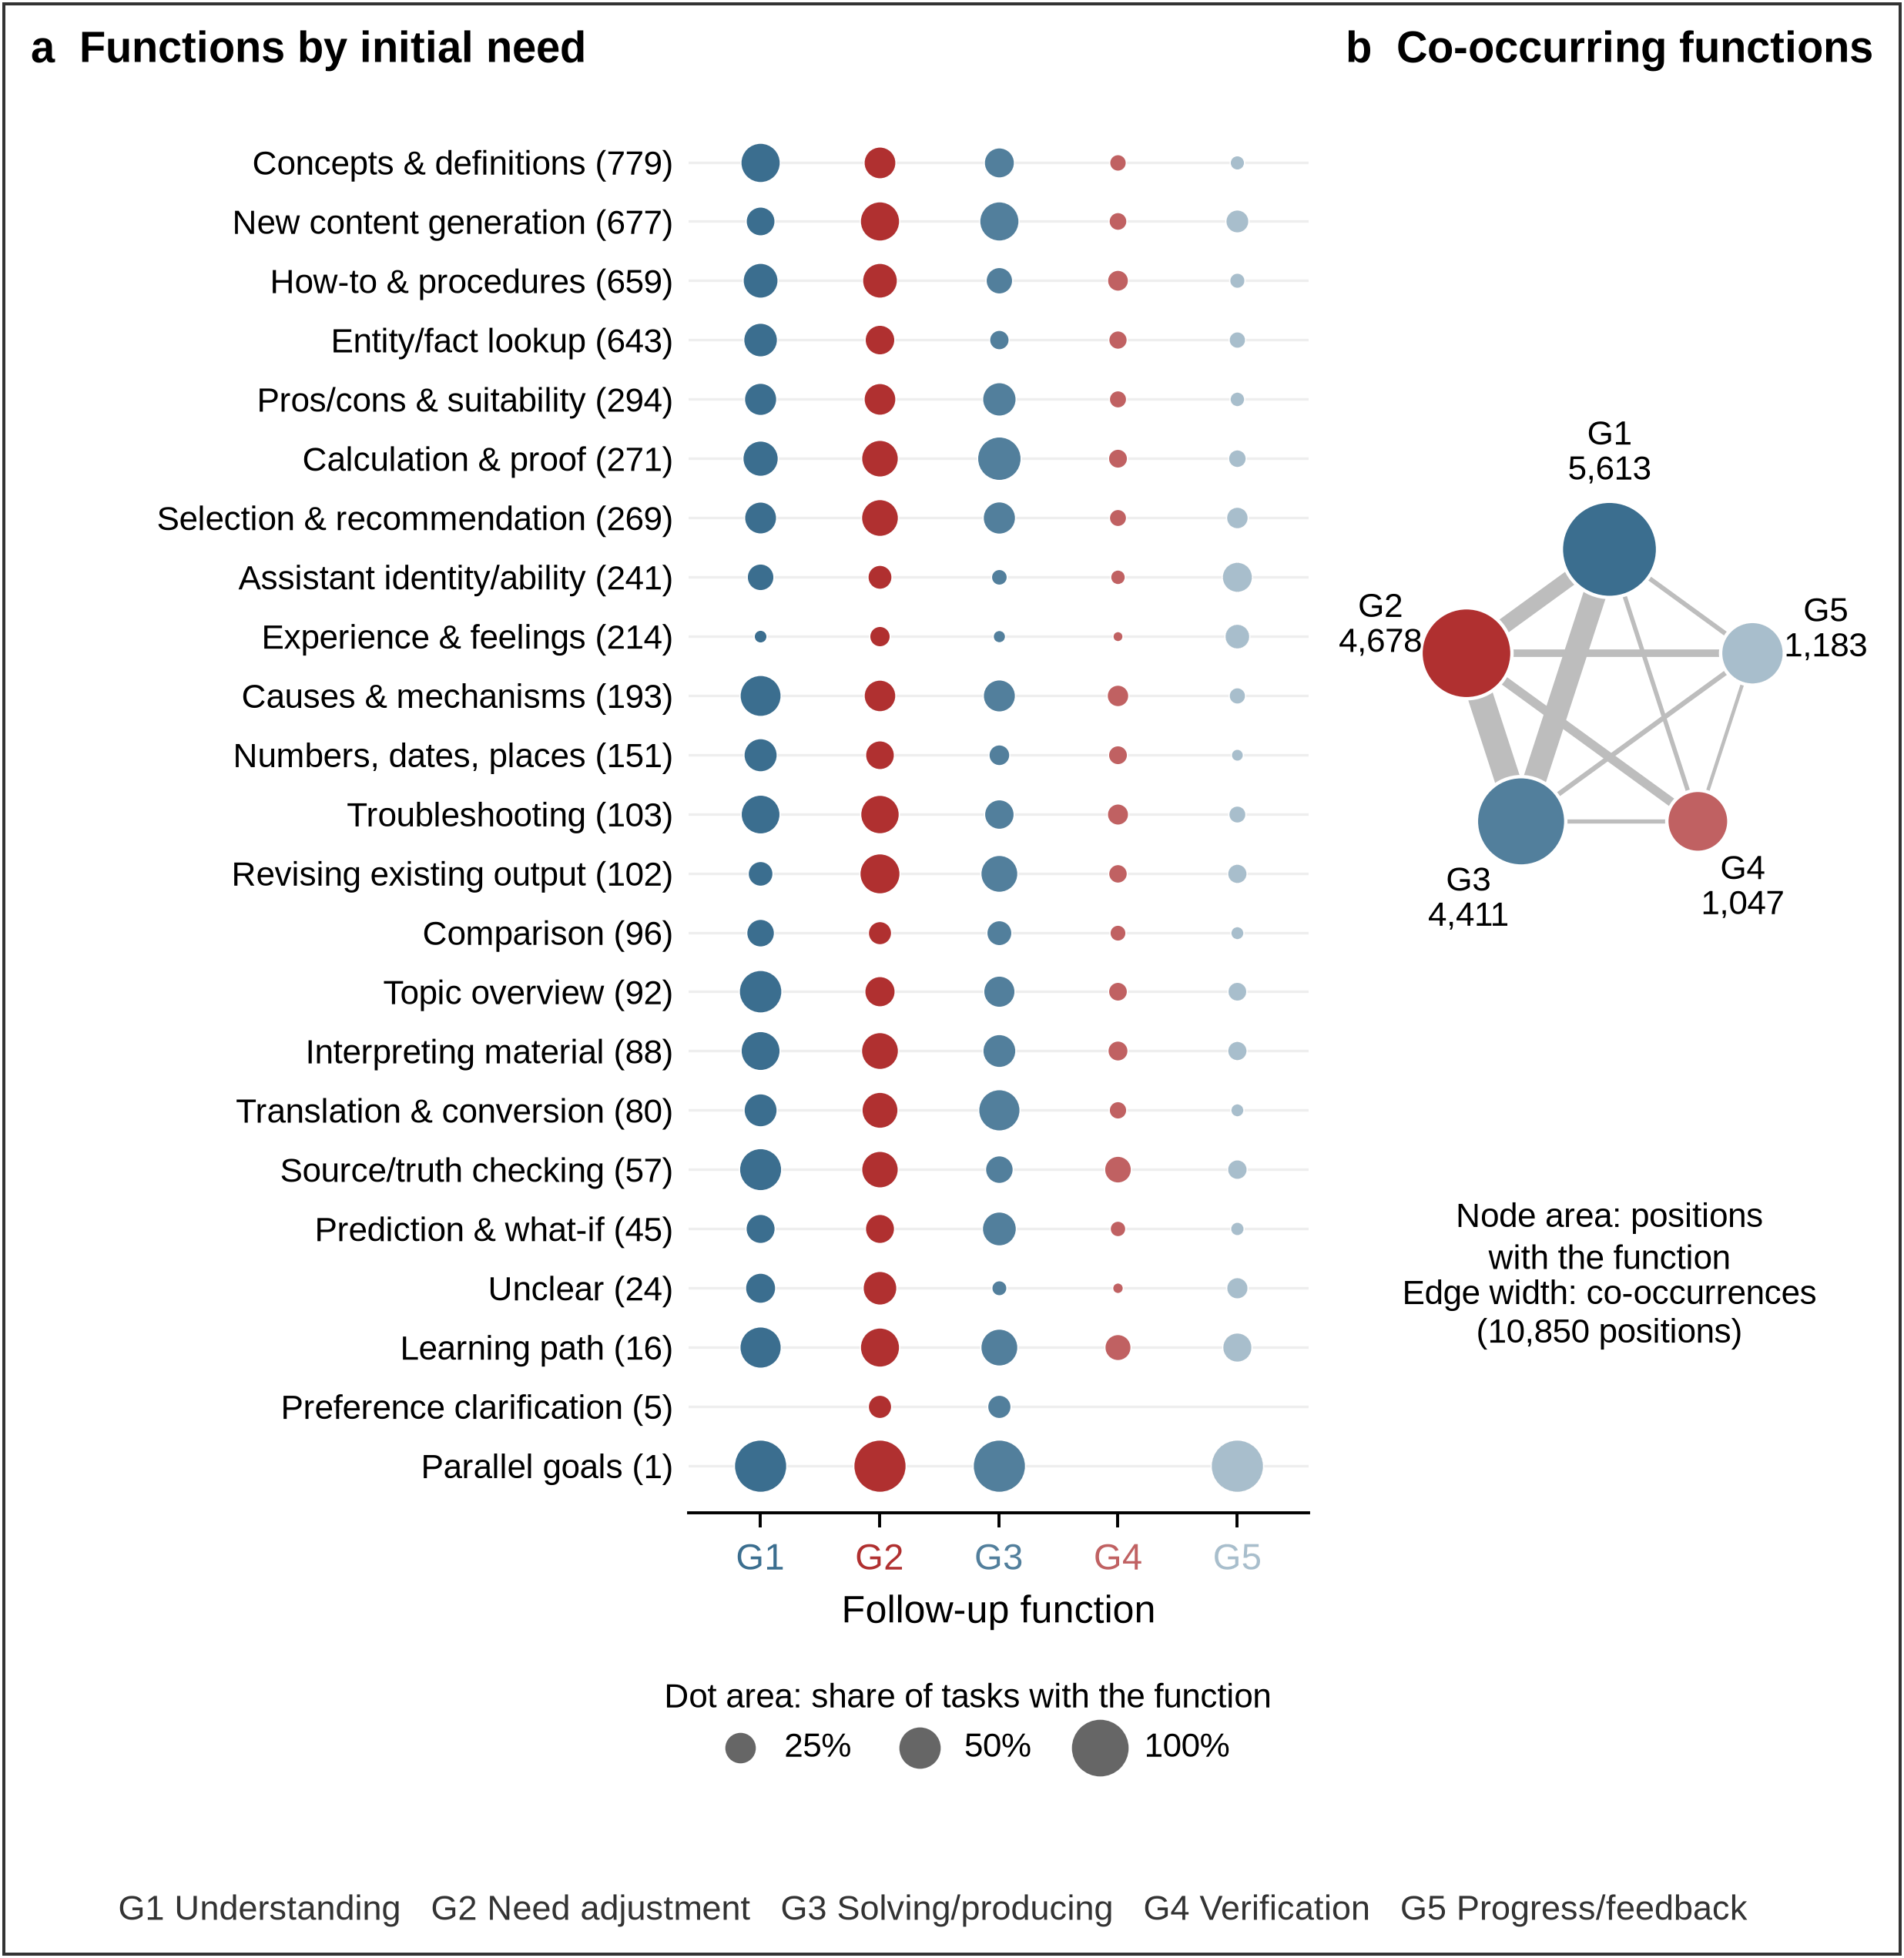 a Functions by initial need
b Co-occurring functions
Concepts & definitions (779)
New content generation (677)
How-to & procedures (659)
Entity/fact lookup (643)
Pros/cons & suitability (294)
Calculation & proof (271)
Selection & recommendation (269)
Assistant identity/ability (241)
Experience & feelings (214)
Causes & mechanisms (193)
Numbers, dates, places (151)
Troubleshooting (103)
Revising existing output (102)
Comparison (96)
Topic overview (92)
Interpreting material (88)
Translation & conversion (80)
Source/truth checking (57)
Prediction & what-if (45)
Unclear (24)
Learning path (16)
Preference clarification (5)
Parallel goals (1)
G1 G2 G3 G4 G5
Follow-up function
Dot area: share of tasks with the function
25% 50% 100%
G1
5,613
G2
4,678
G5
1,183
G3
4,411
G4
1,047
Node area: positions
with the function
Edge width: co-occurrences
(10,850 positions)
G1 Understanding G2 Need adjustment G3 Solving/producing G4 Verification G5 Progress/feedback